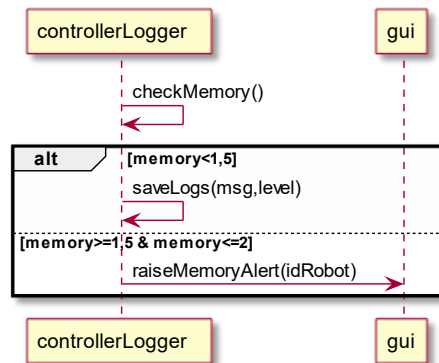 controllerLogger gui
checkMemory()
alt [memory<1,5]
saveLogs(msg,level)
[memory>=1,5 & memory<=2]
raiseMemoryAlert(idRobot)
controllerLogger gui